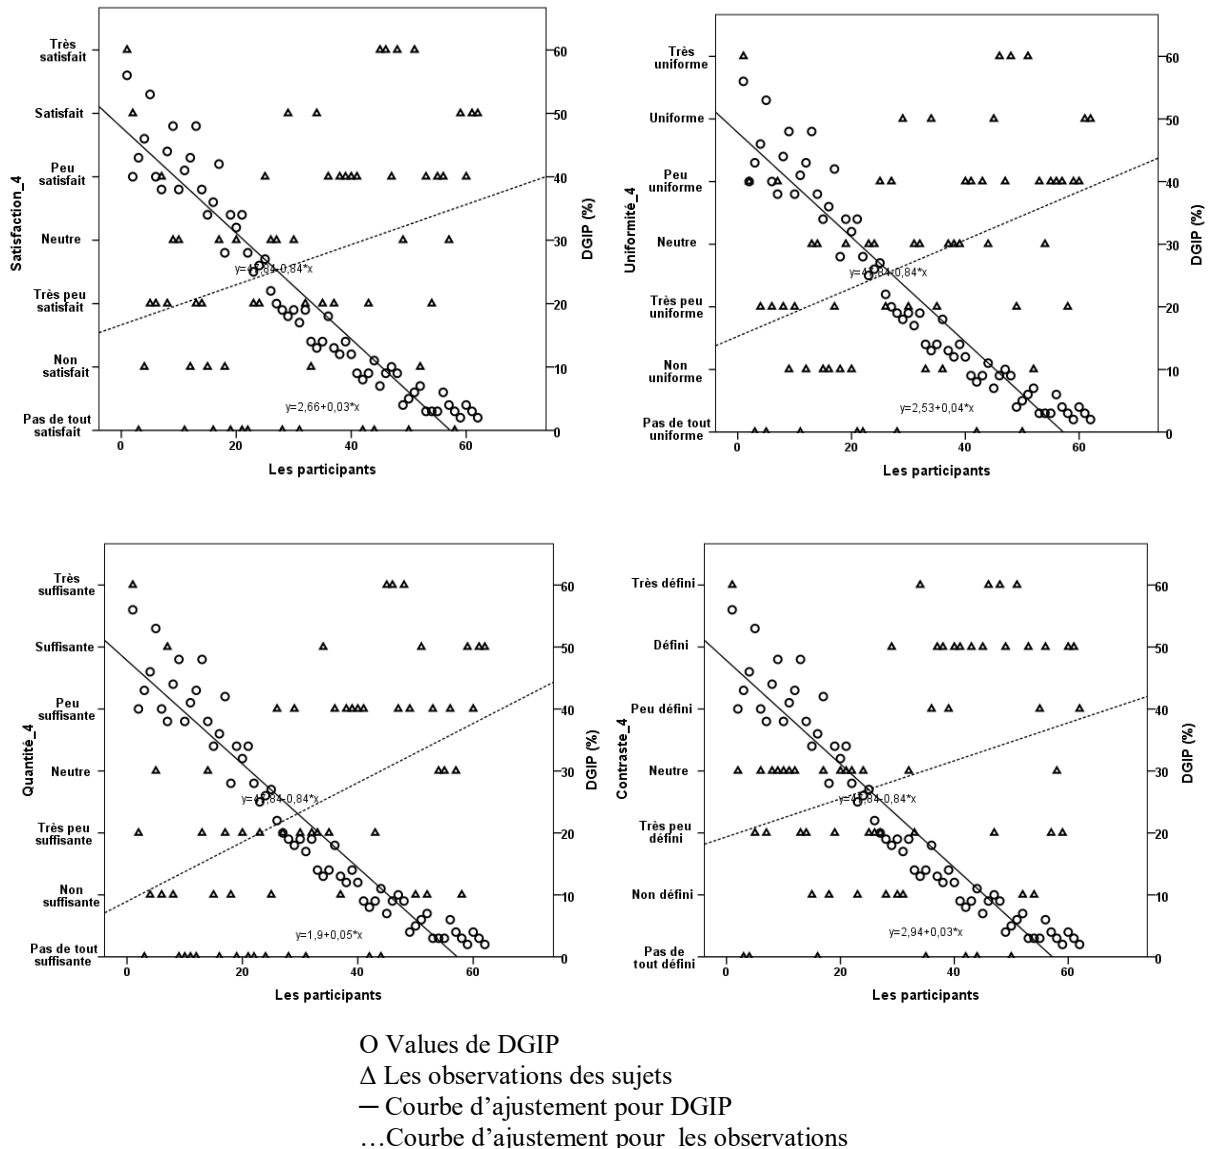 Très
satisfait
Satisfait
Peu
satisfait
Neutre
Très peu
satisfait
Non
satisfait
Pas de tout
satisfait
Satisfaction_4
60
50
40
30
20
10
0
DGIP (%)
y=2,66+0,03*x
0 20 40 60
Les participants
Très
uniforme
Uniforme
Peu
uniforme
Neutre
Très peu
uniforme
Non
uniforme
Pas de tout
uniforme
Uniformité_4
60
50
40
30
20
10
0
DGIP (%)
y=2,53+0,04*x
0 20 40 60
Les participants
Très
suffisante
Suffisante
Peu
suffisante
Neutre
Très peu
suffisante
Non
suffisante
Pas de tout
suffisante
Quantité_4
60
50
40
30
20
10
0
DGIP (%)
y=1,9+0,05*x
0 20 40 60
Les participants
Très défini
Défini
Peu défini
Neutre
Très peu
défini
Non défini
Pas de
tout défini
Contraste_4
60
50
40
30
20
10
0
DGIP (%)
y=2,94+0,03*x
0 20 40 60
Les participants
O Values de DGIP
Δ Les observations des sujets
─ Courbe d’ajustement pour DGIP
…Courbe d’ajustement pour les observations